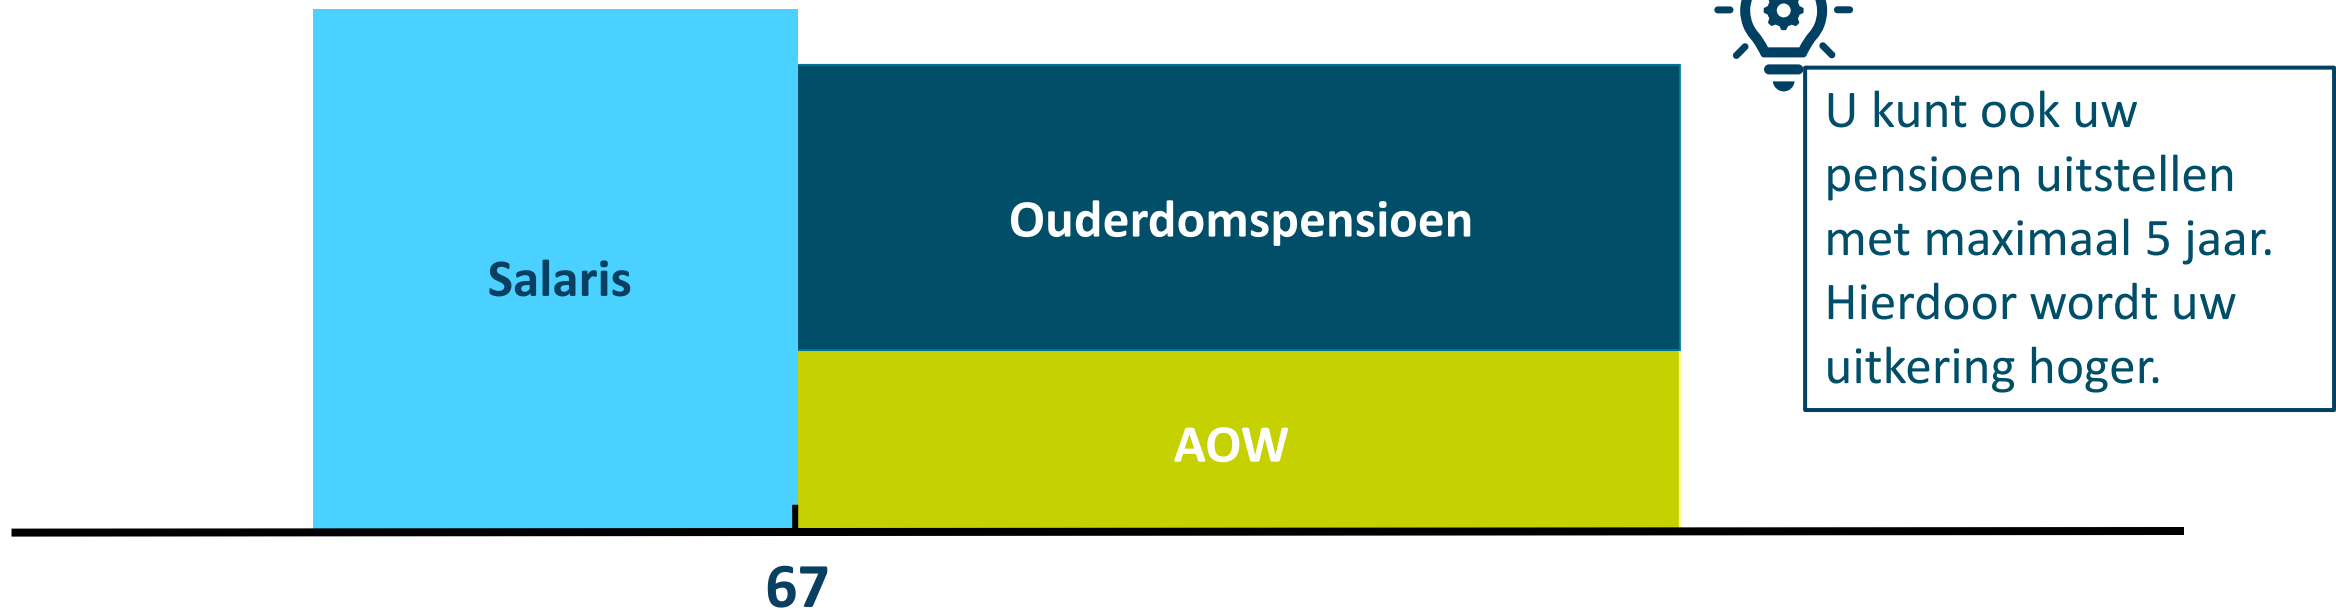 Salaris
Ouderdomspensioen
AOW
67
U kunt ook uw
pensioen uitstellen
met maximaal 5 jaar.
Hierdoor wordt uw
uitkering hoger.